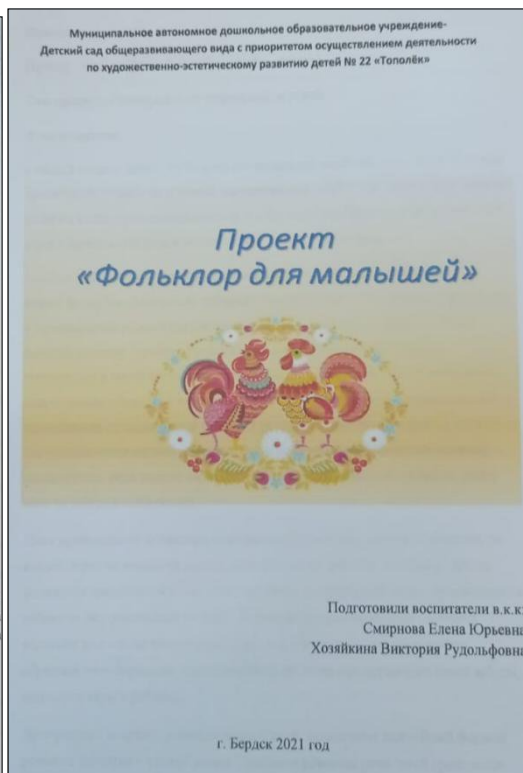 Муниципальное автономное дошкольное образовательное учреждение-
Детский сад общеразвивающего вида с приоритетом осуществлением деятельности
по художественно-эстетическому развитию детей № 22 «Тополёк»
Проект
«Фольклор для малышей»
Подготовили воспитатели в.к.к:
Смирнова Елена Юрьевна
Хозяйкина Виктория Рудольфовна
г. Бердск 2021 год